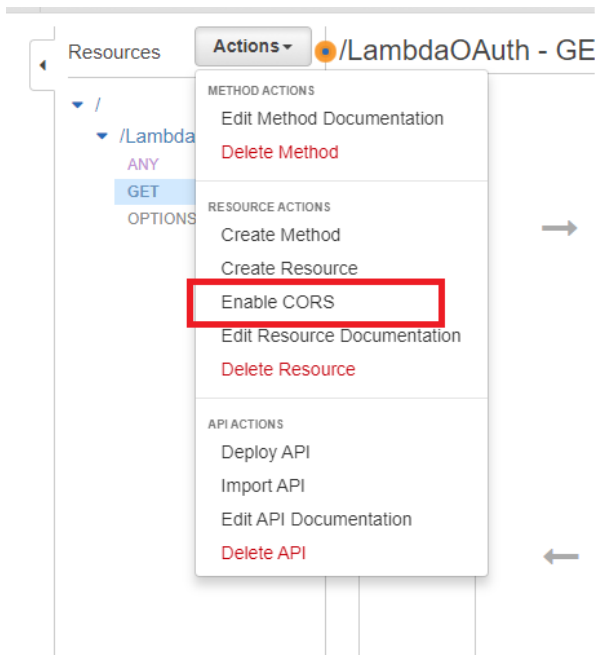 Resources
Actions
/LambdaOAuth - GE
METHOD ACTIONS
Edit Method Documentation
Delete Method
/
/Lambda
ANY
GET
OPTIONS
RESOURCE ACTIONS
Create Method
Create Resource
Enable CORS
Edit Resource Documentation
Delete Resource
API ACTIONS
Deploy API
Import API
Edit API Documentation
Delete API